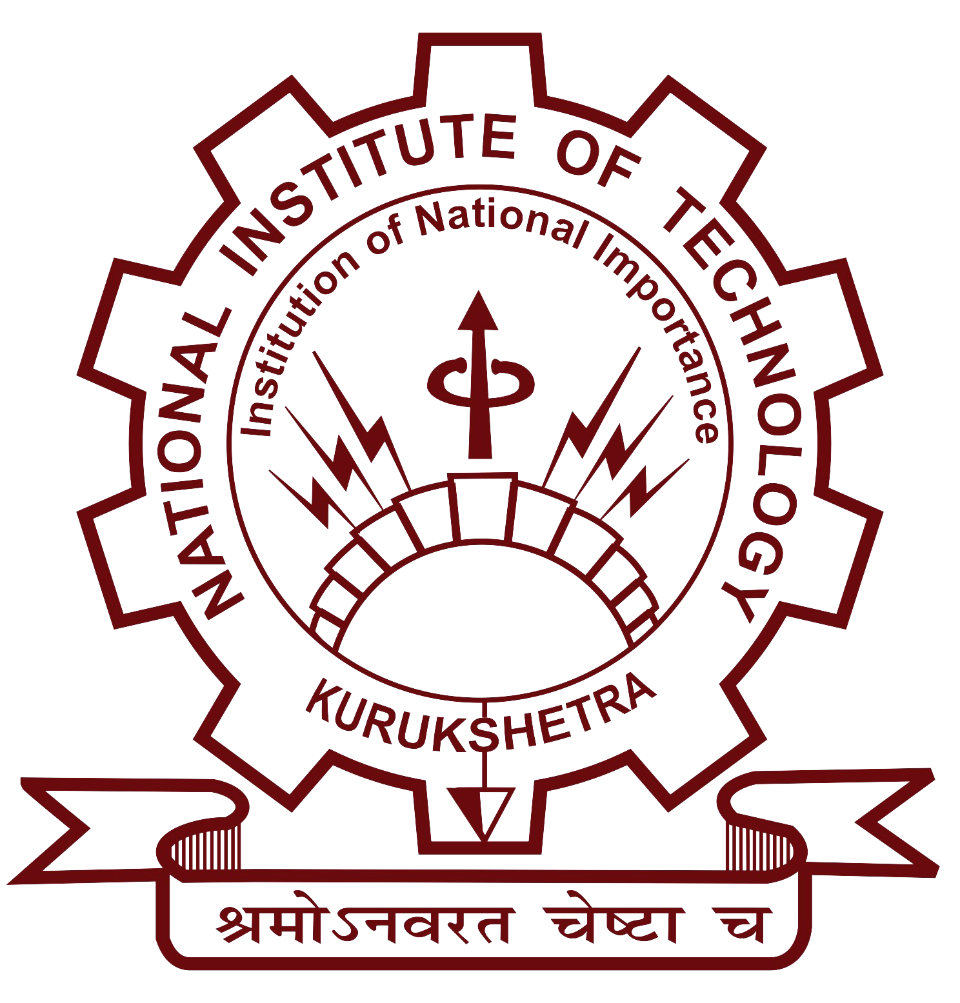 NATIONAL INSTITUTE OF TECHNOLOGY
Institution of National Importance
KURUKSHETRA
श्रमोऽनवरत चेष्टा च